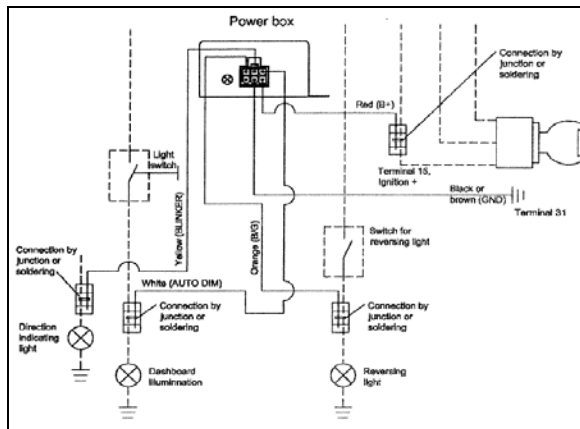 Power box
Connection by
junction or
soldering
Red (B+)
Light
switch
Terminal 15,
Ignition +
Black or
brown (GND)
Terminal 31
Yellow (BLINKER)
Orange (B/G)
Switch for
reversing light
Connection by
junction or
soldering
White (AUTO DIM)
Connection by
junction
or soldering
Connection by
junction
or soldering
Direction
indicating
light
Dashboard
illuminnation
Reversing
light